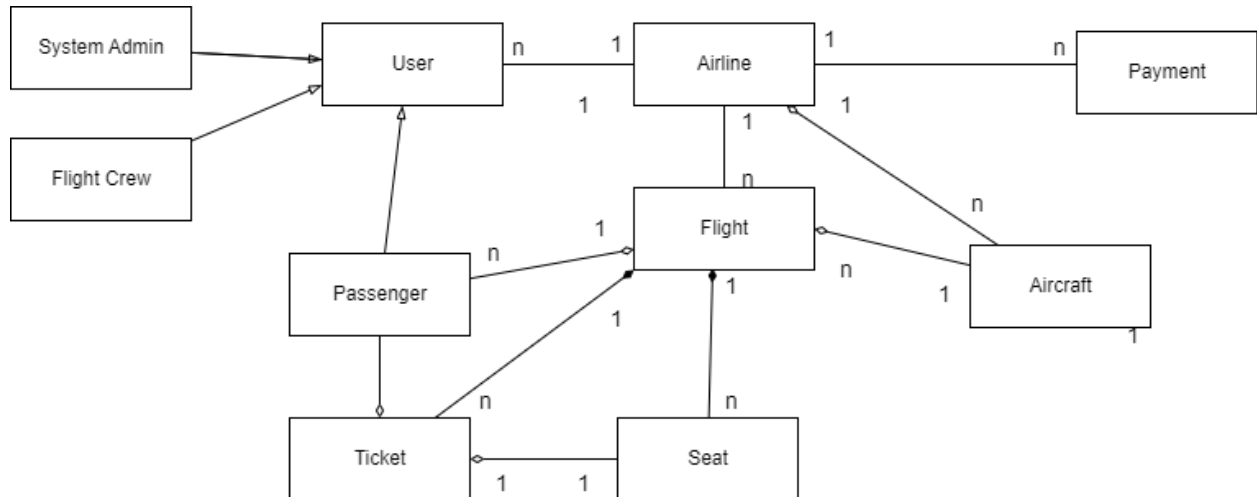 System Admin
User
n
1
Airline
1
n
Payment
1
1
1
Flight Crew
n
Flight
n
1
n
Passenger
n
1
Aircraft
1
1
1
n
n
Ticket
1
1
Seat